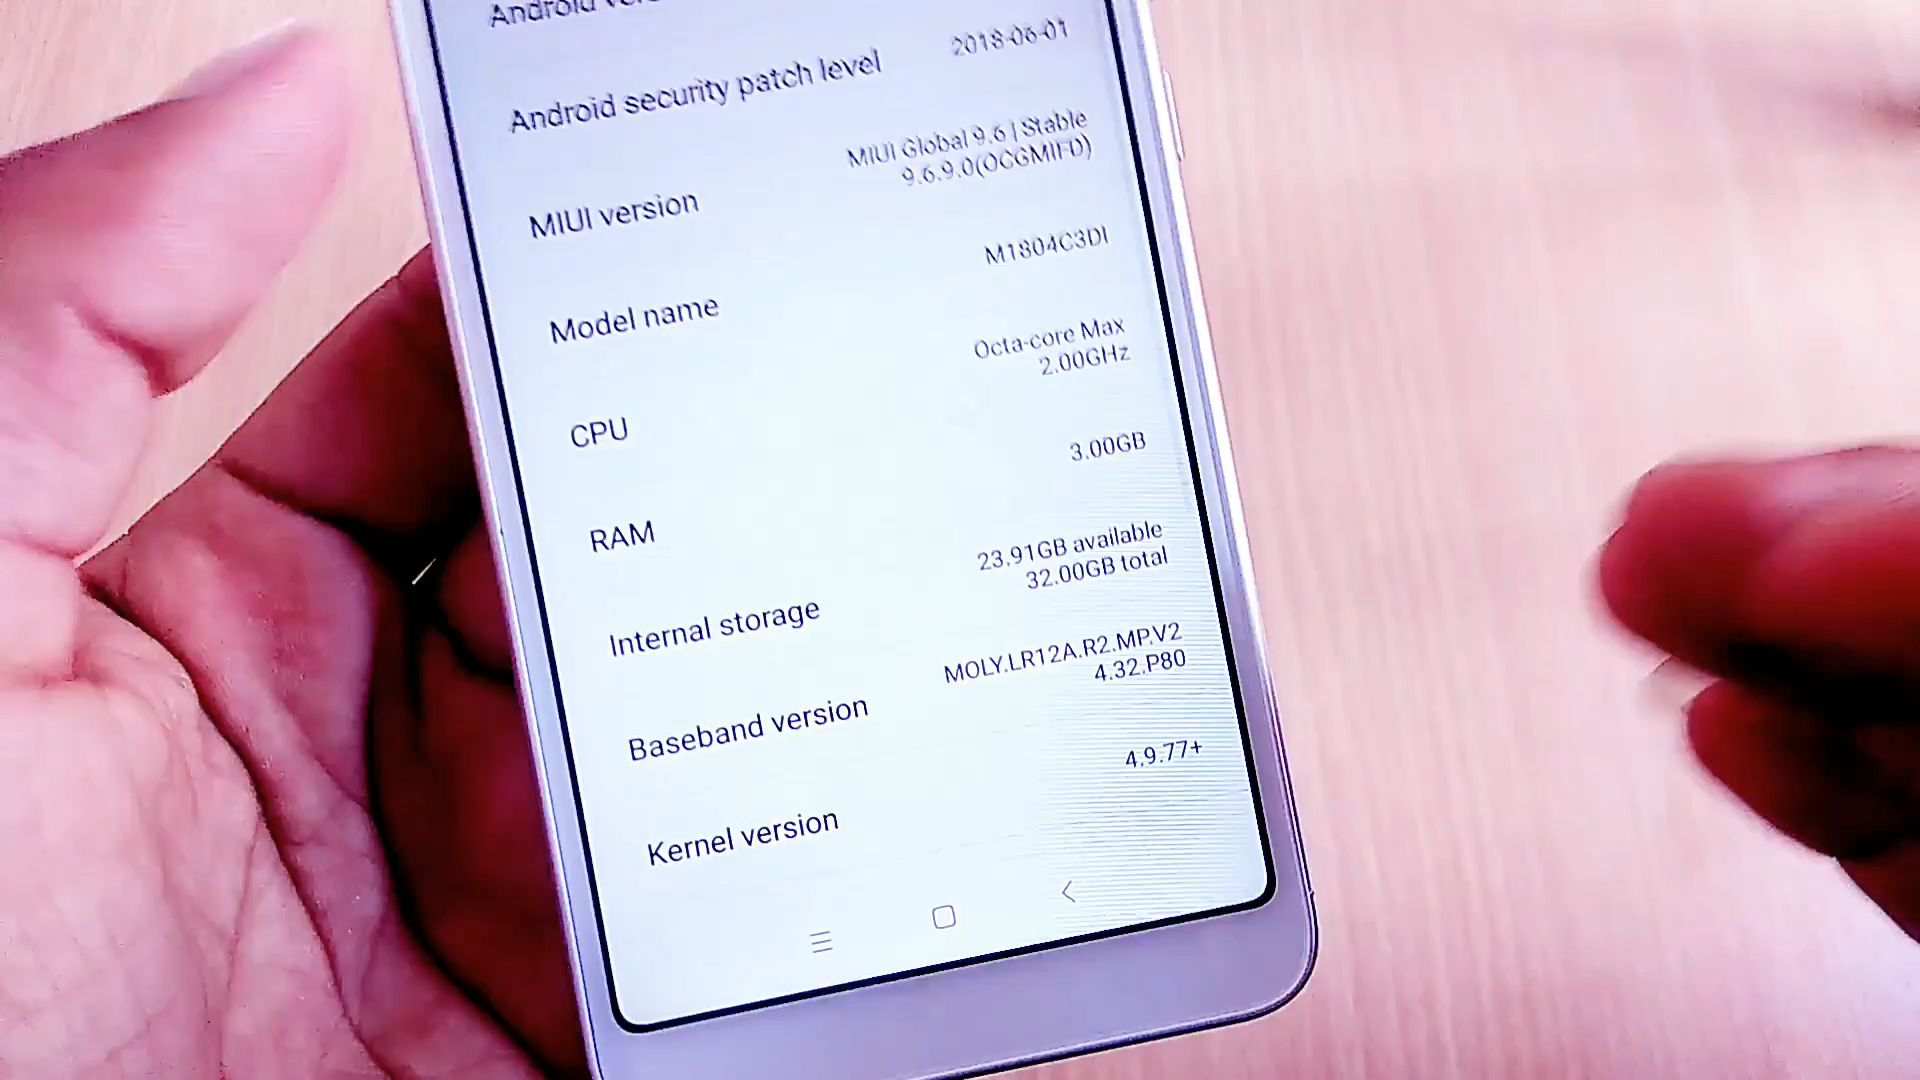 Android
Android security patch level
2018-06-01
MIUI version
MIUI Global 9.6 | Stable
9.6.9.0(OCGMIFD)
Model name
M1804C3DI
CPU
Octa-core Max
2.00GHz
RAM
3.00GB
Internal storage
23.91GB available
32.00GB total
Baseband version
MOLY.LR12A.R2.MP.V2
4.32.P80
Kernel version
4.9.77+